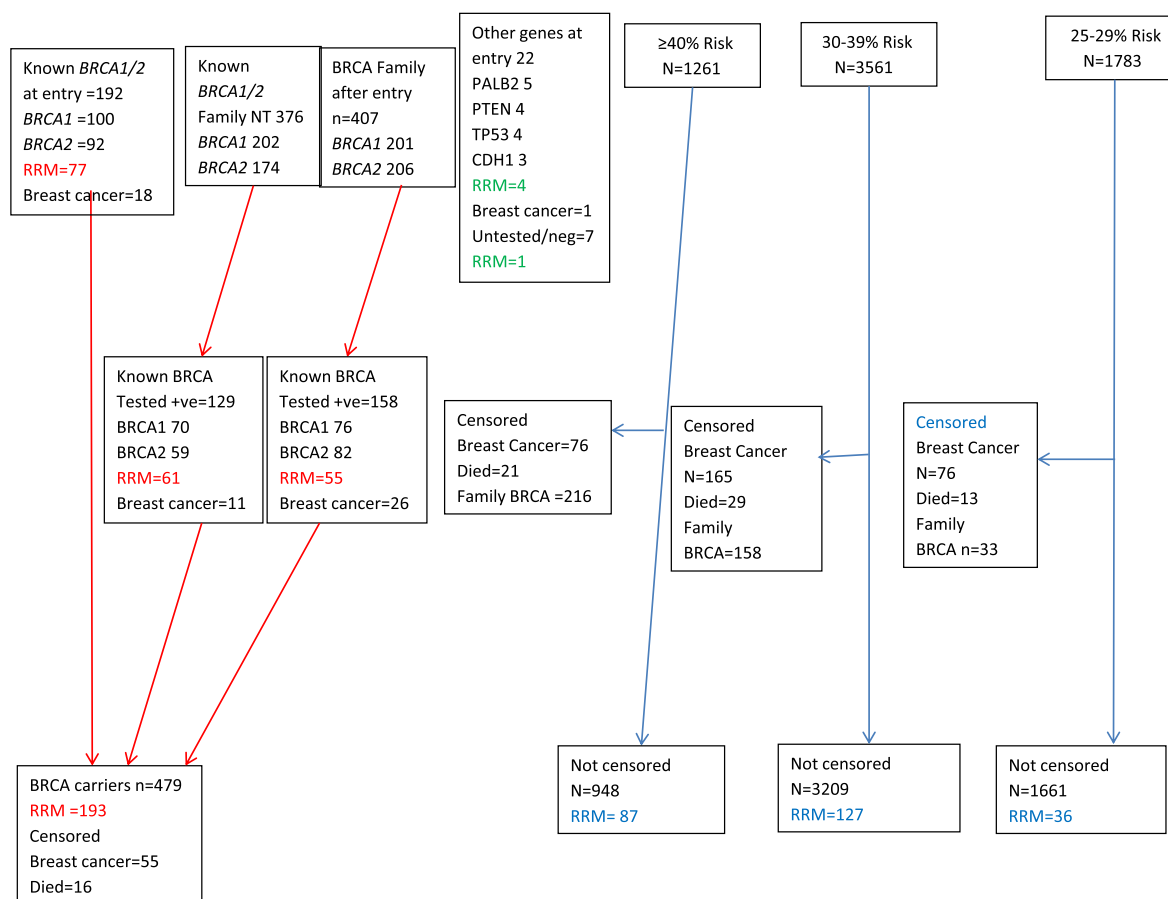 Known BRCA1/2
at entry =192
BRCA1 =100
BRCA2 =92
RRM=77
Breast cancer=18
Known
BRCA1/2
Family NT 376
BRCA1 202
BRCA2 174
BRCA Family
after entry
n=407
BRCA1 201
BRCA2 206
Other genes at
entry 22
PALB2 5
PTEN 4
TP53 4
CDH1 3
RRM=4
Breast cancer=1
Untested/neg=7
RRM=1
≥40% Risk
N=1261
30-39% Risk
N=3561
25-29% Risk
N=1783
Known BRCA
Tested +ve=129
BRCA1 70
BRCA2 59
RRM=61
Breast cancer=11
Known BRCA
Tested +ve=158
BRCA1 76
BRCA2 82
RRM=55
Breast cancer=26
Censored
Breast Cancer=76
Died=21
Family BRCA =216
Censored
Breast Cancer
N=165
Died=29
Family
BRCA=158
Censored
Breast Cancer
N=76
Died=13
Family
BRCA n=33
BRCA carriers n=479
RRM =193
Censored
Breast cancer=55
Died=16
Not censored
N=948
RRM= 87
Not censored
N=3209
RRM=127
Not censored
N=1661
RRM=36